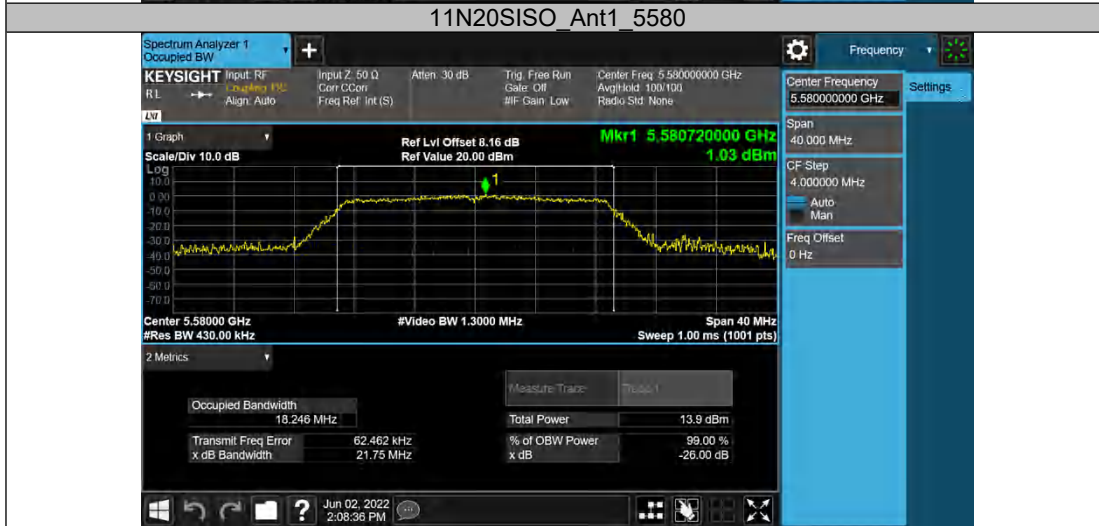 11N20SISO_Ant1_5580
Spectrum Analyzer 1
Occupied BW
+
Frequency
KEYSIGHT Input: RF Input Z: 50 Ω Atten: 30 dB Trig: Free Run Center Freq: 5.580000000 GHz
RL Coupling: DC Corr CCorr Gate: Off Avg|Hold: 100/100
Align: Auto Freq Ref: Int (S) #IF Gain: Low Radio Std: None
LNI
Center Frequency
5.580000000 GHz
Settings
Span
40.000 MHz
CF Step
4.000000 MHz
Auto
Man
Freq Offset
0 Hz
1 Graph
Ref Lvl Offset 8.16 dB
Mkr1 5.580720000 GHz
Scale/Div 10.0 dB
Ref Value 20.00 dBm
1.03 dBm
Log
10.0
0.00
-10.0
-20.0
-30.0
-40.0
-50.0
-60.0
-70.0
1
Center 5.58000 GHz #Video BW 1.3000 MHz Span 40 MHz
#Res BW 430.00 kHz Sweep 1.00 ms (1001 pts)
2 Metrics
Measure Trace Trace 1
Occupied Bandwidth
18.246 MHz
Total Power 13.9 dBm
Transmit Freq Error 62.462 kHz % of OBW Power 99.00 %
x dB Bandwidth 21.75 MHz x dB -26.00 dB
?
Jun 02, 2022
2:08:36 PM